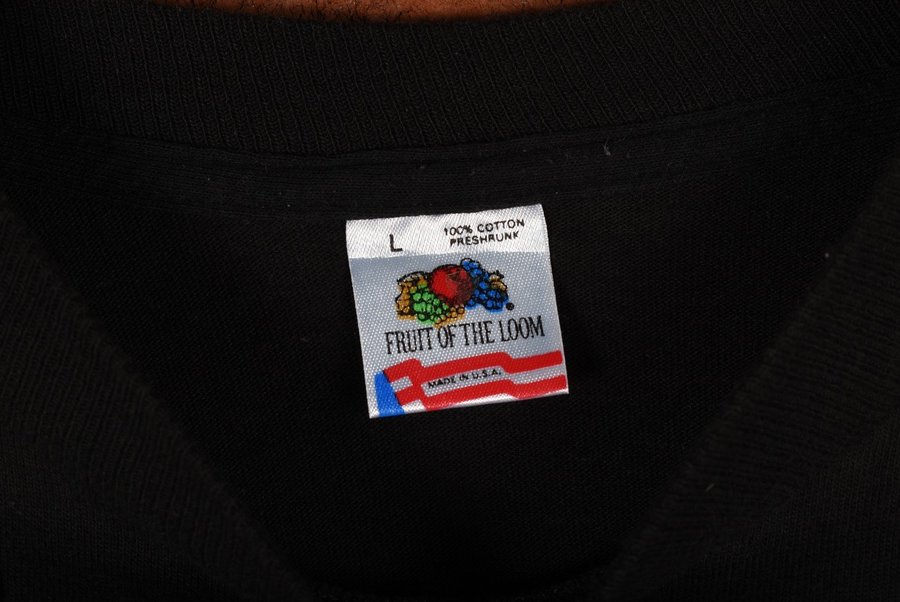 L
100% COTTON
PRESHRUNK
FRUIT OF THE LOOM
MADE IN U.S.A.